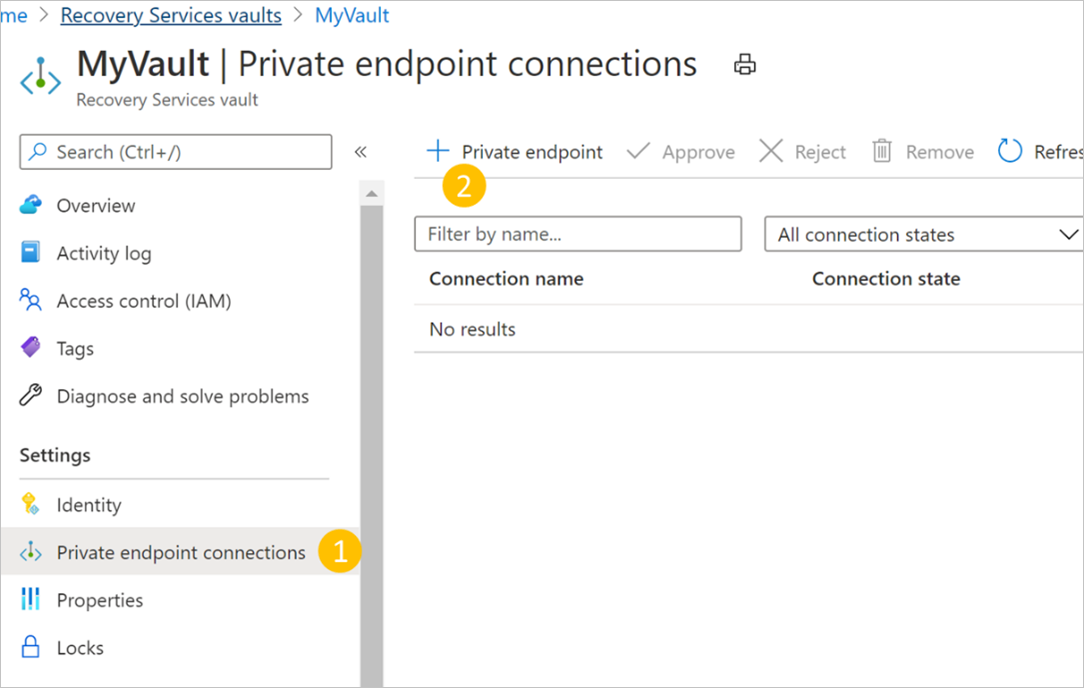 me > Recovery Services vaults > MyVault
MyVault | Private endpoint connections
Recovery Services vault
Search (Ctrl+/) «
+ Private endpoint Approve Reject Remove Refres
2
Overview
Filter by name... All connection states
Activity log
Connection name Connection state
Access control (IAM)
No results
Tags
Diagnose and solve problems
Settings
Identity
Private endpoint connections 1
Properties
Locks